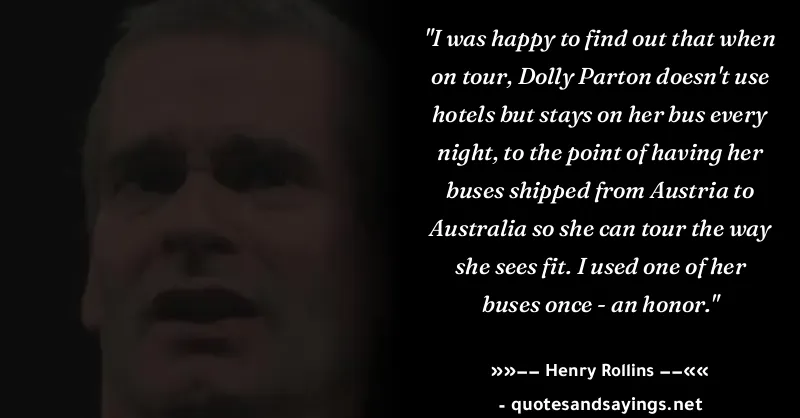 "I was happy to find out that when
on tour, Dolly Parton doesn't use
hotels but stays on her bus every
night, to the point of having her
buses shipped from Austria to
Australia so she can tour the way
she sees fit. I used one of her
buses once - an honor."
»»―― Henry Rollins ――««
- quotesandsayings.net